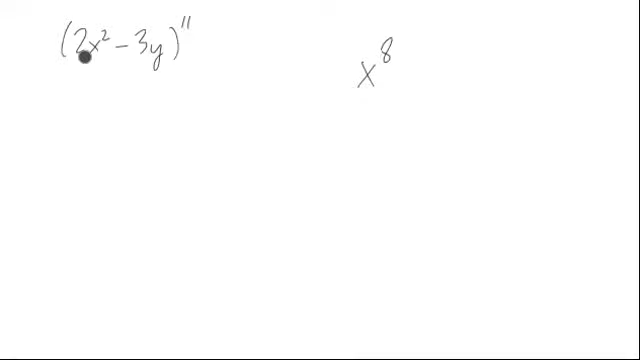 (2x² - 3y)¹¹
x⁸